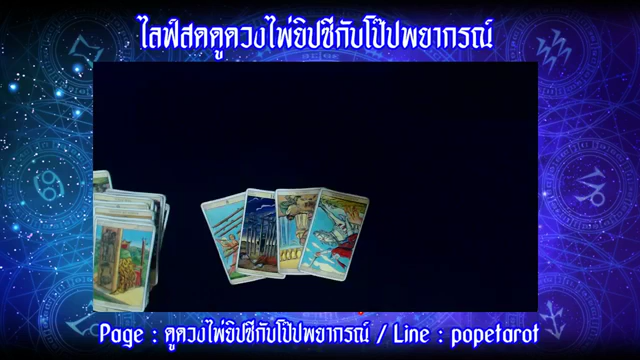 ไลฟ์สดดูดวงไพ่ยิปซีกับโป๊ปพยากรณ์
Page : ดูดวงไพ่ยิปซีกับโป๊ปพยากรณ์ / Line : popetarot